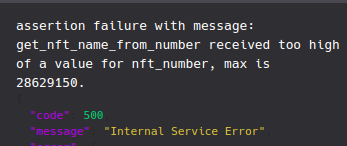 assertion failure with message:
get_nft_name_from_number received too high
of a value for nft_number, max is
28629150.
"code" 500
"message" "Internal Service Error"